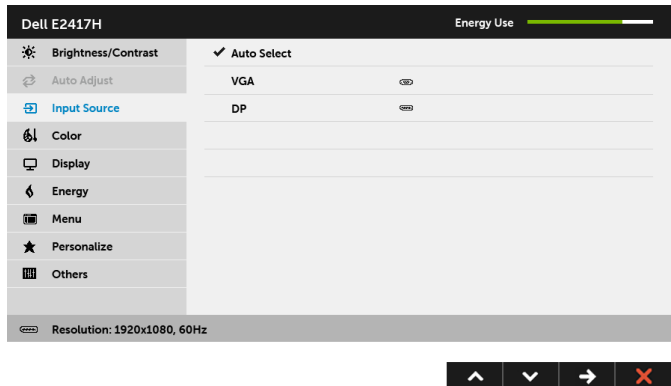 Dell E2417H
Energy Use
Brightness/Contrast
Auto Adjust
Input Source
Color
Display
Energy
Menu
Personalize
Others
Auto Select
VGA
DP
Resolution: 1920x1080, 60Hz